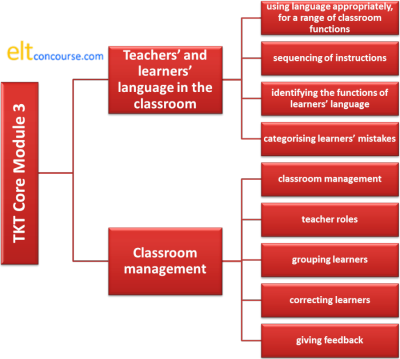 eltconcourse.com
TKT Core Module 3
Teachers' and
learners'
language in the
classroom
using language appropriately,
for a range of classroom
functions
sequencing of instructions
identifying the functions of
learners' language
categorising learners' mistakes
Classroom
management
classroom management
teacher roles
grouping learners
correcting learners
giving feedback